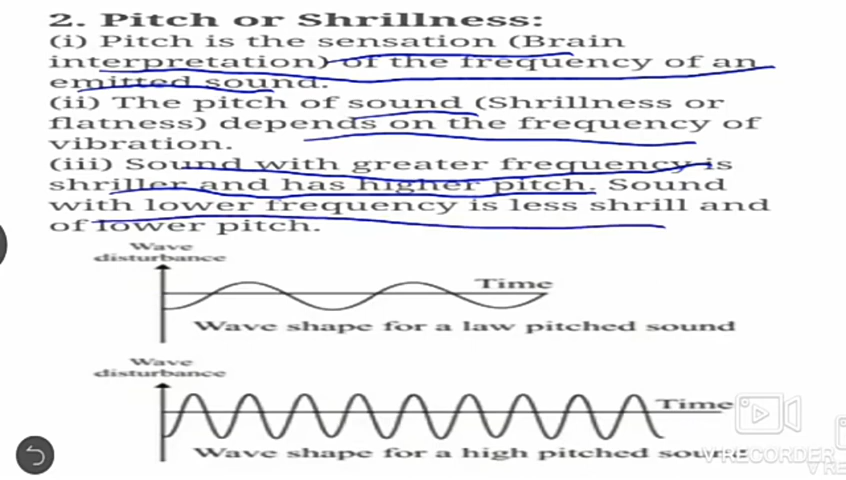 2. Pitch or Shrillness:
(i) Pitch is the sensation (Brain
interpretation) of the frequency of an
emitted sound.
(ii) The pitch of sound (Shrillness or
flatness) depends on the frequency of
vibration.
(iii) Sound with greater frequency is
shriller and has higher pitch. Sound
with lower frequency is less shrill and
of lower pitch.
Wave
disturbance
Time
Wave shape for a law pitched sound
Wave
disturbance
Time
Wave shape for a high pitched sound
VRECORDER